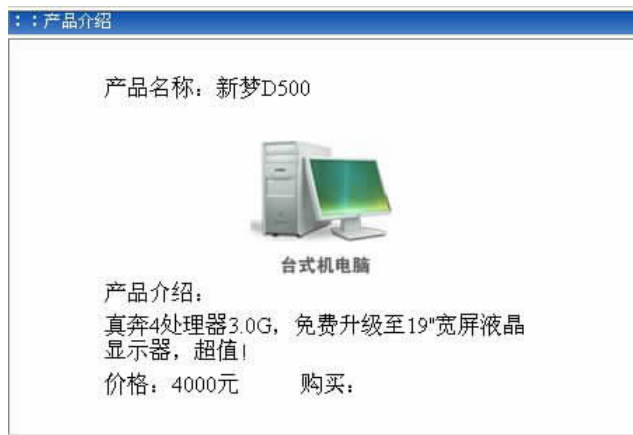 ：：产品介绍
产品名称：新梦D500
台式机电脑
产品介绍：
真奔4处理器3.0G，免费升级至19"宽屏液晶
显示器，超值！
价格：4000元 购买：